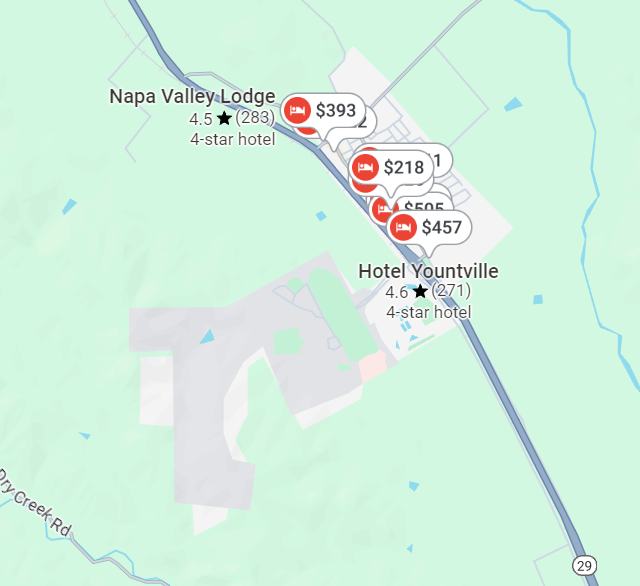 Napa Valley Lodge
4.5 ★ (283)
4-star hotel
$393
$218
$457
Hotel Yountville
4.6 ★ (271)
4-star hotel
Dry Creek Rd
29